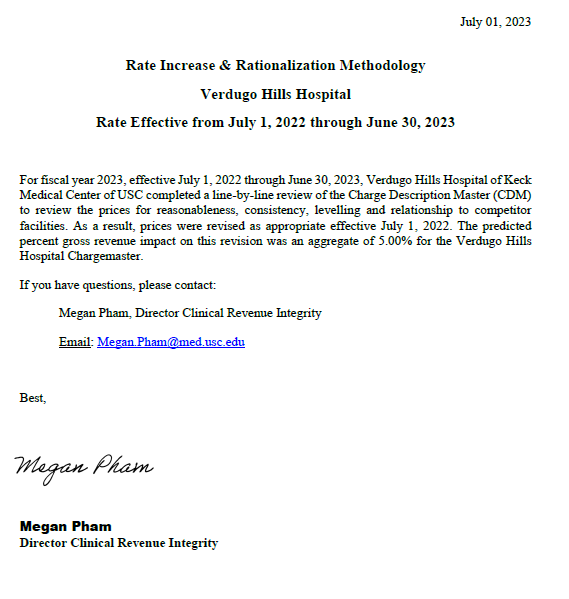 July 01, 2023
Rate Increase & Rationalization Methodology
Verdugo Hills Hospital
Rate Effective from July 1, 2022 through June 30, 2023
For fiscal year 2023, effective July 1, 2022 through June 30, 2023, Verdugo Hills Hospital of Keck
Medical Center of USC completed a line-by-line review of the Charge Description Master (CDM)
to review the prices for reasonableness, consistency, levelling and relationship to competitor
facilities. As a result, prices were revised as appropriate effective July 1, 2022. The predicted
percent gross revenue impact on this revision was an aggregate of 5.00% for the Verdugo Hills
Hospital Chargemaster.
If you have questions, please contact:
Megan Pham, Director Clinical Revenue Integrity
Email: Megan.Pham@med.usc.edu
Best,
Megan Pham
Megan Pham
Director Clinical Revenue Integrity